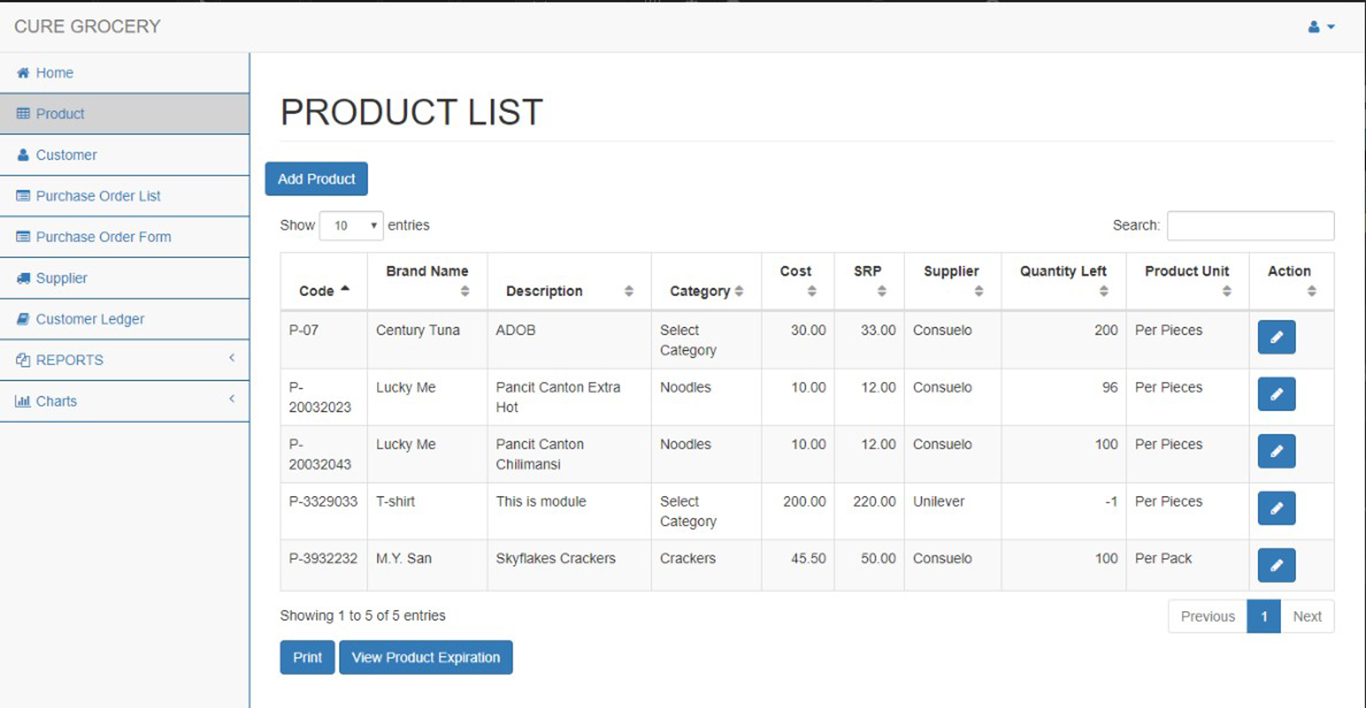 CURE GROCERY
Home
Product
Customer
Purchase Order List
Purchase Order Form
Supplier
Customer Ledger
REPORTS
Charts
PRODUCT LIST
Add Product
Show 10 entries Search:
Code Brand Name Description Category Cost SRP Supplier Quantity Left Product Unit Action
P-07 Century Tuna ADOB Select 30.00 33.00 Consuelo 200 Per Pieces
Category
P- Lucky Me Pancit Canton Extra Noodles 10.00 12.00 Consuelo 96 Per Pieces
20032023 Hot
P- Lucky Me Pancit Canton Noodles 10.00 12.00 Consuelo 100 Per Pieces
20032043 Chilimansi
P-3329033 T-shirt This is module Select 200.00 220.00 Unilever -1 Per Pieces
Category
P-3932232 M.Y. San Skyflakes Crackers Crackers 45.50 50.00 Consuelo 100 Per Pack
Showing 1 to 5 of 5 entries Previous 1 Next
Print View Product Expiration